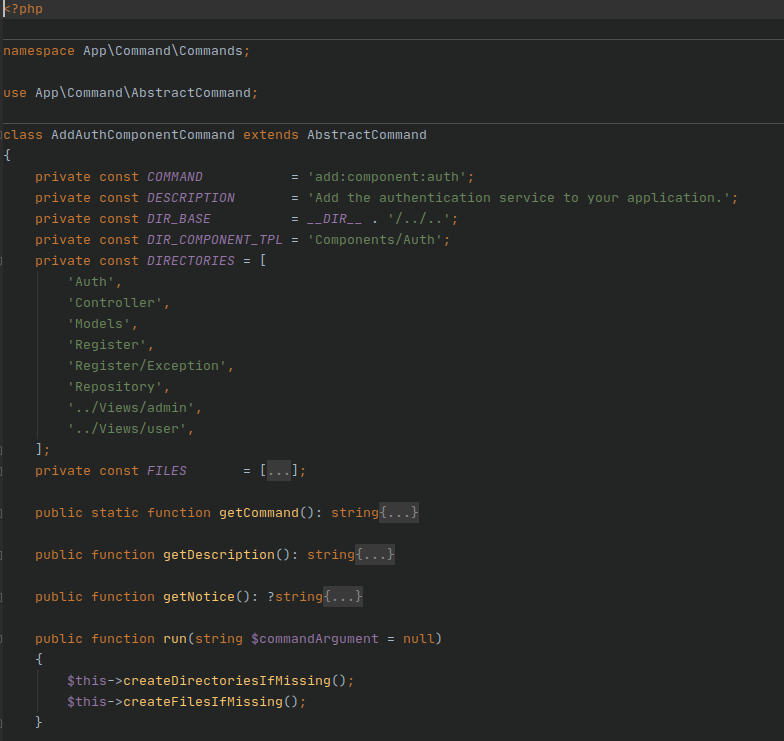 <?php
namespace App\Command\Commands;
use App\Command\AbstractCommand;
class AddAuthComponentCommand extends AbstractCommand
{
    private const COMMAND           = 'add:component:auth';
    private const DESCRIPTION       = 'Add the authentication service to your application.';
    private const DIR_BASE          = __DIR__ . '/../..';
    private const DIR_COMPONENT_TPL = 'Components/Auth';
    private const DIRECTORIES = [
        'Auth',
        'Controller',
        'Models',
        'Register',
        'Register/Exception',
        'Repository',
        '../Views/admin',
        '../Views/user',
    ];
    private const FILES       = [...];
    public static function getCommand(): string{...}
    public function getDescription(): string{...}
    public function getNotice(): ?string{...}
    public function run(string $commandArgument = null)
    {
        $this->createDirectoriesIfMissing();
        $this->createFilesIfMissing();
    }